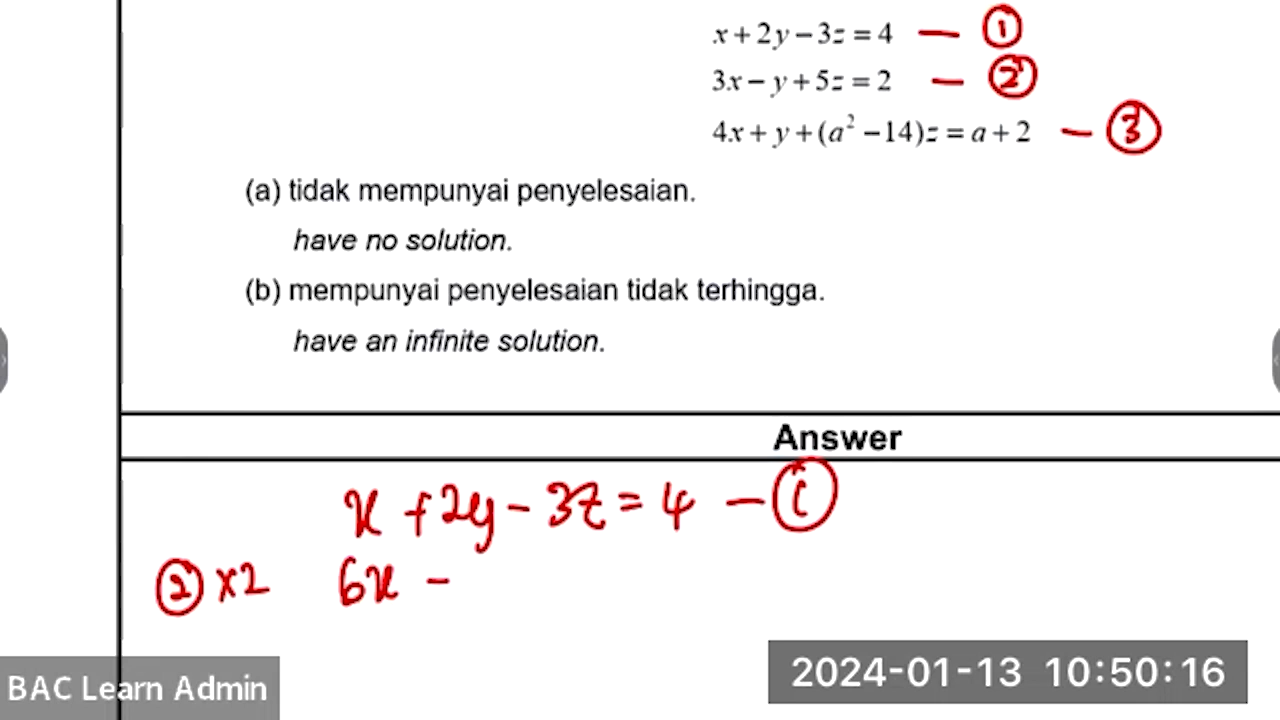 x + 2y − 3z = 4 — ①
3x − y + 5z = 2 — ②
4x + y + (a² − 14)z = a + 2 — ③
(a) tidak mempunyai penyelesaian.
have no solution.
(b) mempunyai penyelesaian tidak terhingga.
have an infinite solution.
Answer
x + 2y − 3z = 4 — ①
② ×2 6x −
BAC Learn Admin
2024-01-13 10:50:16